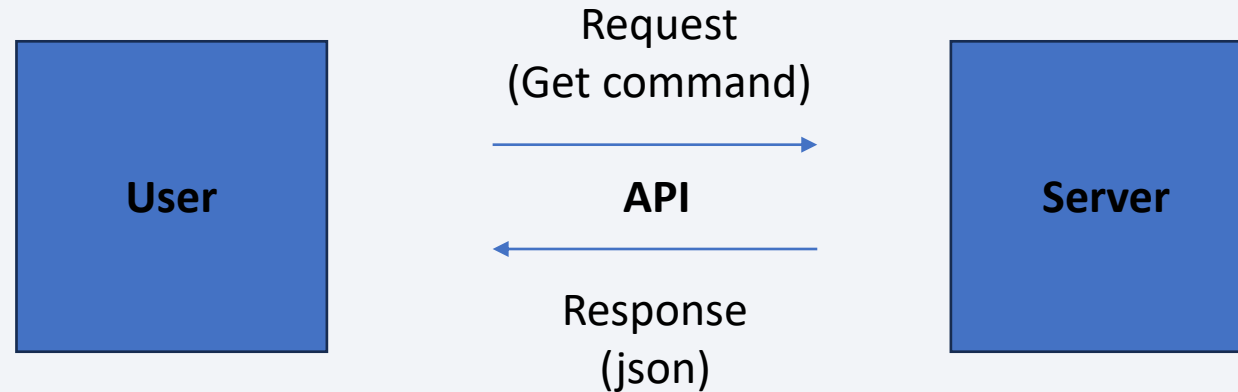 Request
(Get command)
User
API
Server
Response
(json)